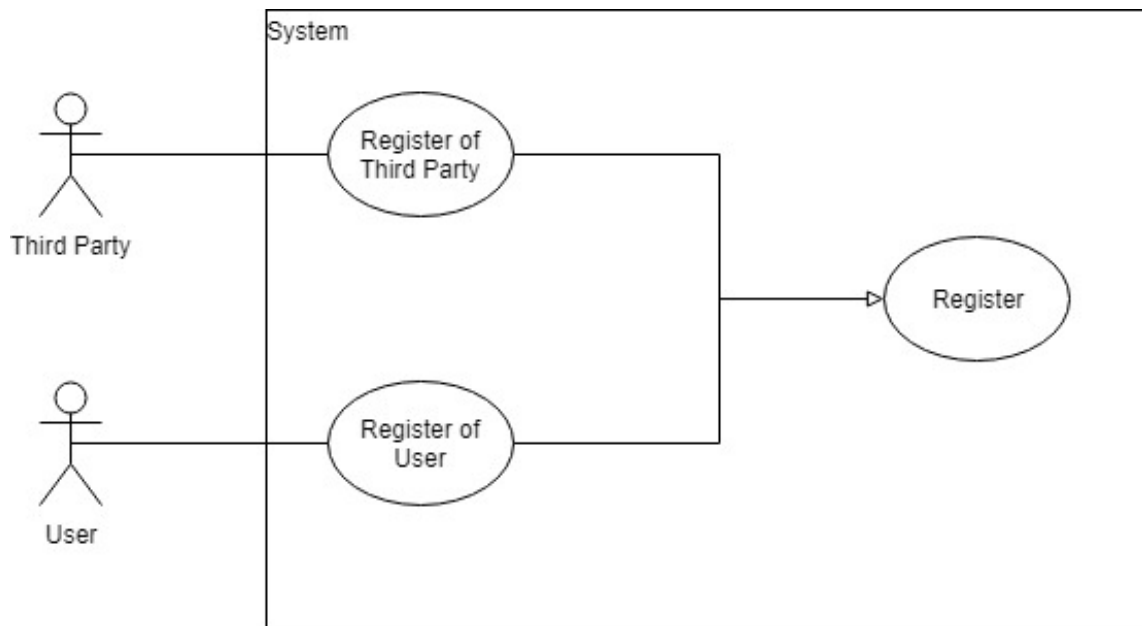 System
Register of
Third Party
Third Party
Register
Register of
User
User